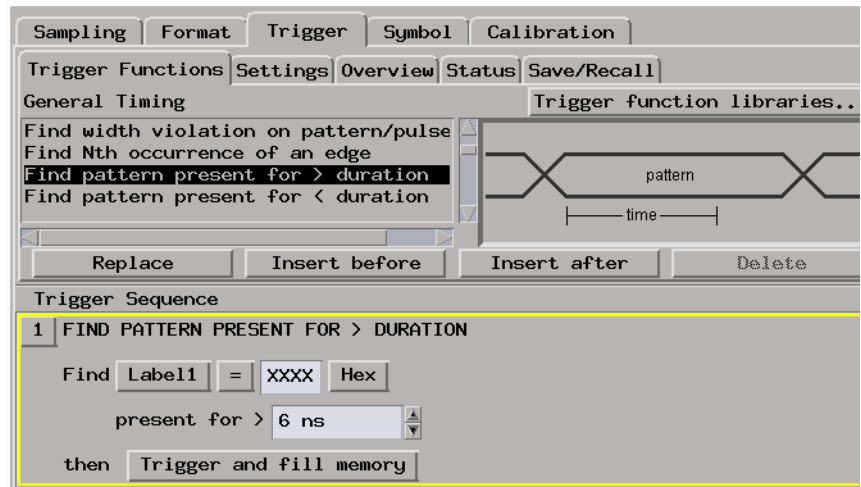 Sampling Format Trigger Symbol Calibration
Trigger Functions Settings Overview Status Save/Recall
General Timing Trigger function libraries...
Find width violation on pattern/pulse
Find Nth occurrence of an edge
Find pattern present for > duration
Find pattern present for < duration
pattern
time
Replace Insert before Insert after Delete
Trigger Sequence
1 FIND PATTERN PRESENT FOR > DURATION
Find Label1 = XXXX Hex
present for > 6 ns
then Trigger and fill memory